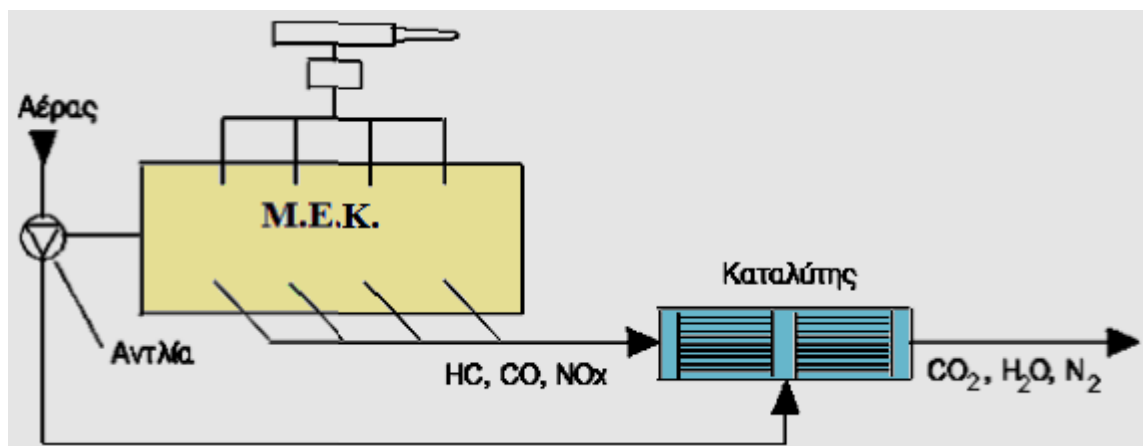 Αέρας
Μ.Ε.Κ.
Καταλύτης
Αντλία
HC, CO, NOx
CO₂, H₂O, N₂